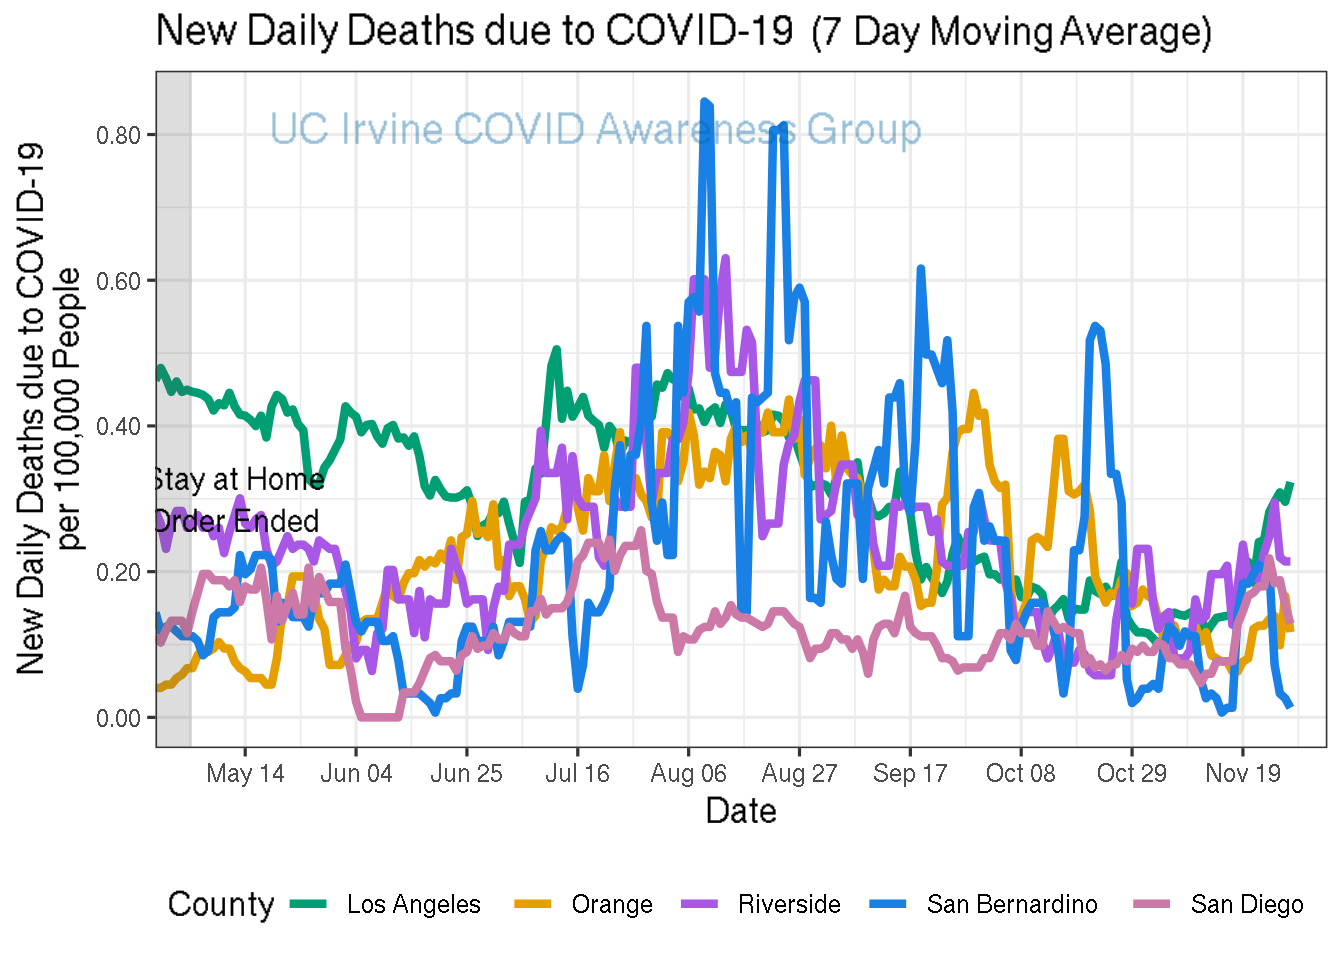 New Daily Deaths due to COVID-19 (7 Day Moving Average)
UC Irvine COVID Awareness Group
New Daily Deaths due to COVID-19
per 100,000 People
0.80
0.60
0.40
0.20
0.00
Stay at Home
Order Ended
May 14 Jun 04 Jun 25 Jul 16 Aug 06 Aug 27 Sep 17 Oct 08 Oct 29 Nov 19
Date
County Los Angeles Orange Riverside San Bernardino San Diego